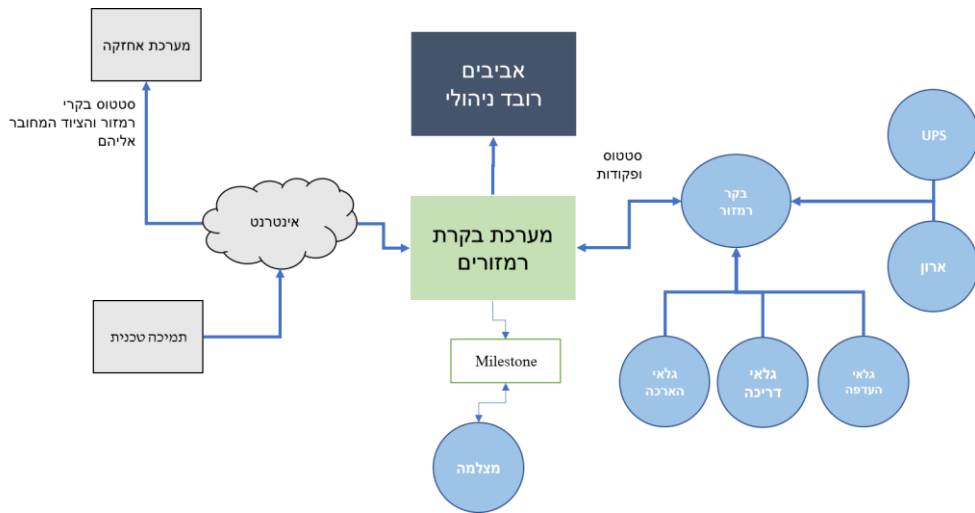 מערכת אחזקה
סטטוס בקרי
רמזור והציוד המחובר
אליהם
אינטרנט
תמיכה טכנית
אביבים
רובד ניהולי
מערכת בקרת
רמזורים
Milestone
מצלמה
סטטוס
ופקודות
בקר
רמזור
UPS
ארון
גלאי
הארכה
גלאי
דריכה
גלאי
העדפה